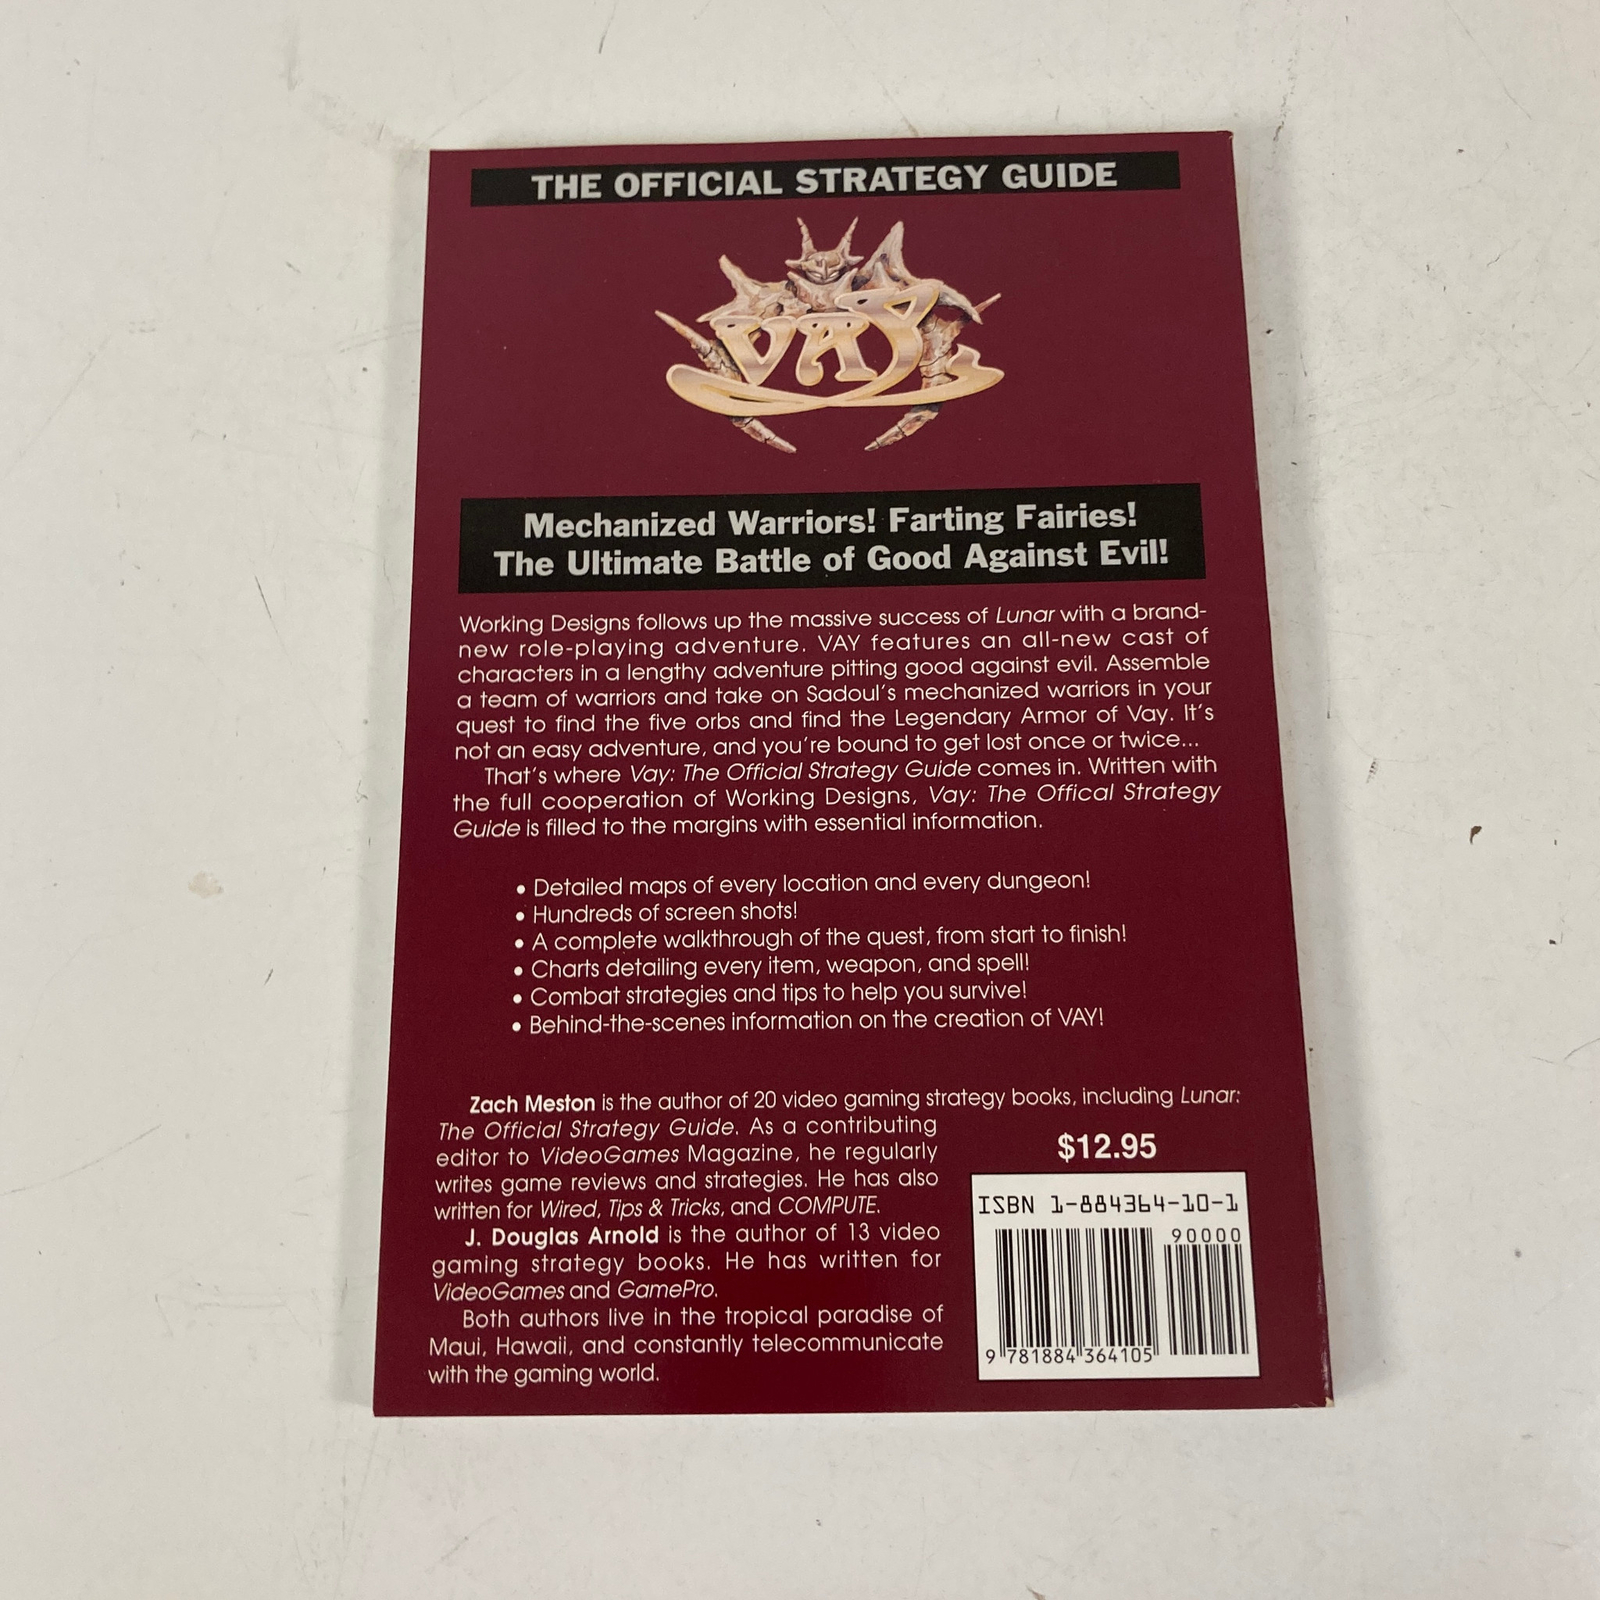 THE OFFICIAL STRATEGY GUIDE
VAY
Mechanized Warriors! Farting Fairies!
The Ultimate Battle of Good Against Evil!
Working Designs follows up the massive success of Lunar with a brand-
new role-playing adventure. VAY features an all-new cast of
characters in a lengthy adventure pitting good against evil. Assemble
a team of warriors and take on Sadoul's mechanized warriors in your
quest to find the five orbs and find the Legendary Armor of Vay. It's
not an easy adventure, and you're bound to get lost once or twice...
That's where Vay: The Official Strategy Guide comes in. Written with
the full cooperation of Working Designs, Vay: The Offical Strategy
Guide is filled to the margins with essential information.
• Detailed maps of every location and every dungeon!
• Hundreds of screen shots!
• A complete walkthrough of the quest, from start to finish!
• Charts detailing every item, weapon, and spell!
• Combat strategies and tips to help you survive!
• Behind-the-scenes information on the creation of VAY!
Zach Meston is the author of 20 video gaming strategy books, including Lunar:
The Official Strategy Guide. As a contributing
editor to VideoGames Magazine, he regularly
writes game reviews and strategies. He has also
written for Wired, Tips & Tricks, and COMPUTE.
J. Douglas Arnold is the author of 13 video
gaming strategy books. He has written for
VideoGames and GamePro.
Both authors live in the tropical paradise of
Maui, Hawaii, and constantly telecommunicate
with the gaming world.
$12.95
ISBN 1-884364-10-1
90000
9 781884 364105